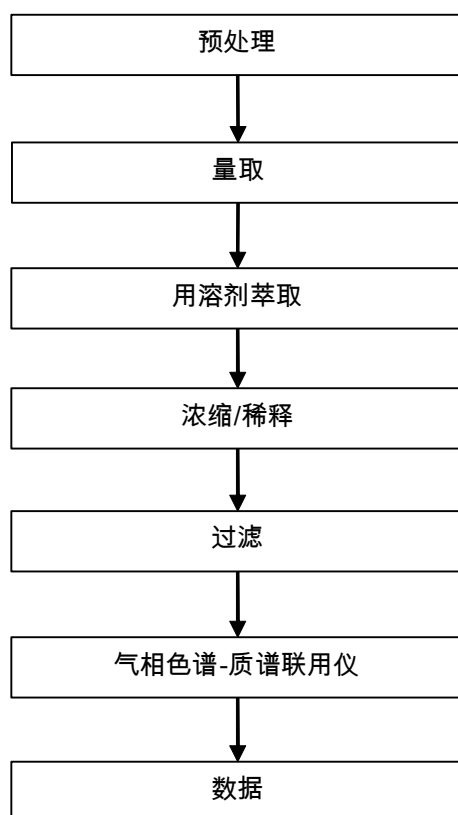 预处理
量取
用溶剂萃取
浓缩/稀释
过滤
气相色谱-质谱联用仪
数据